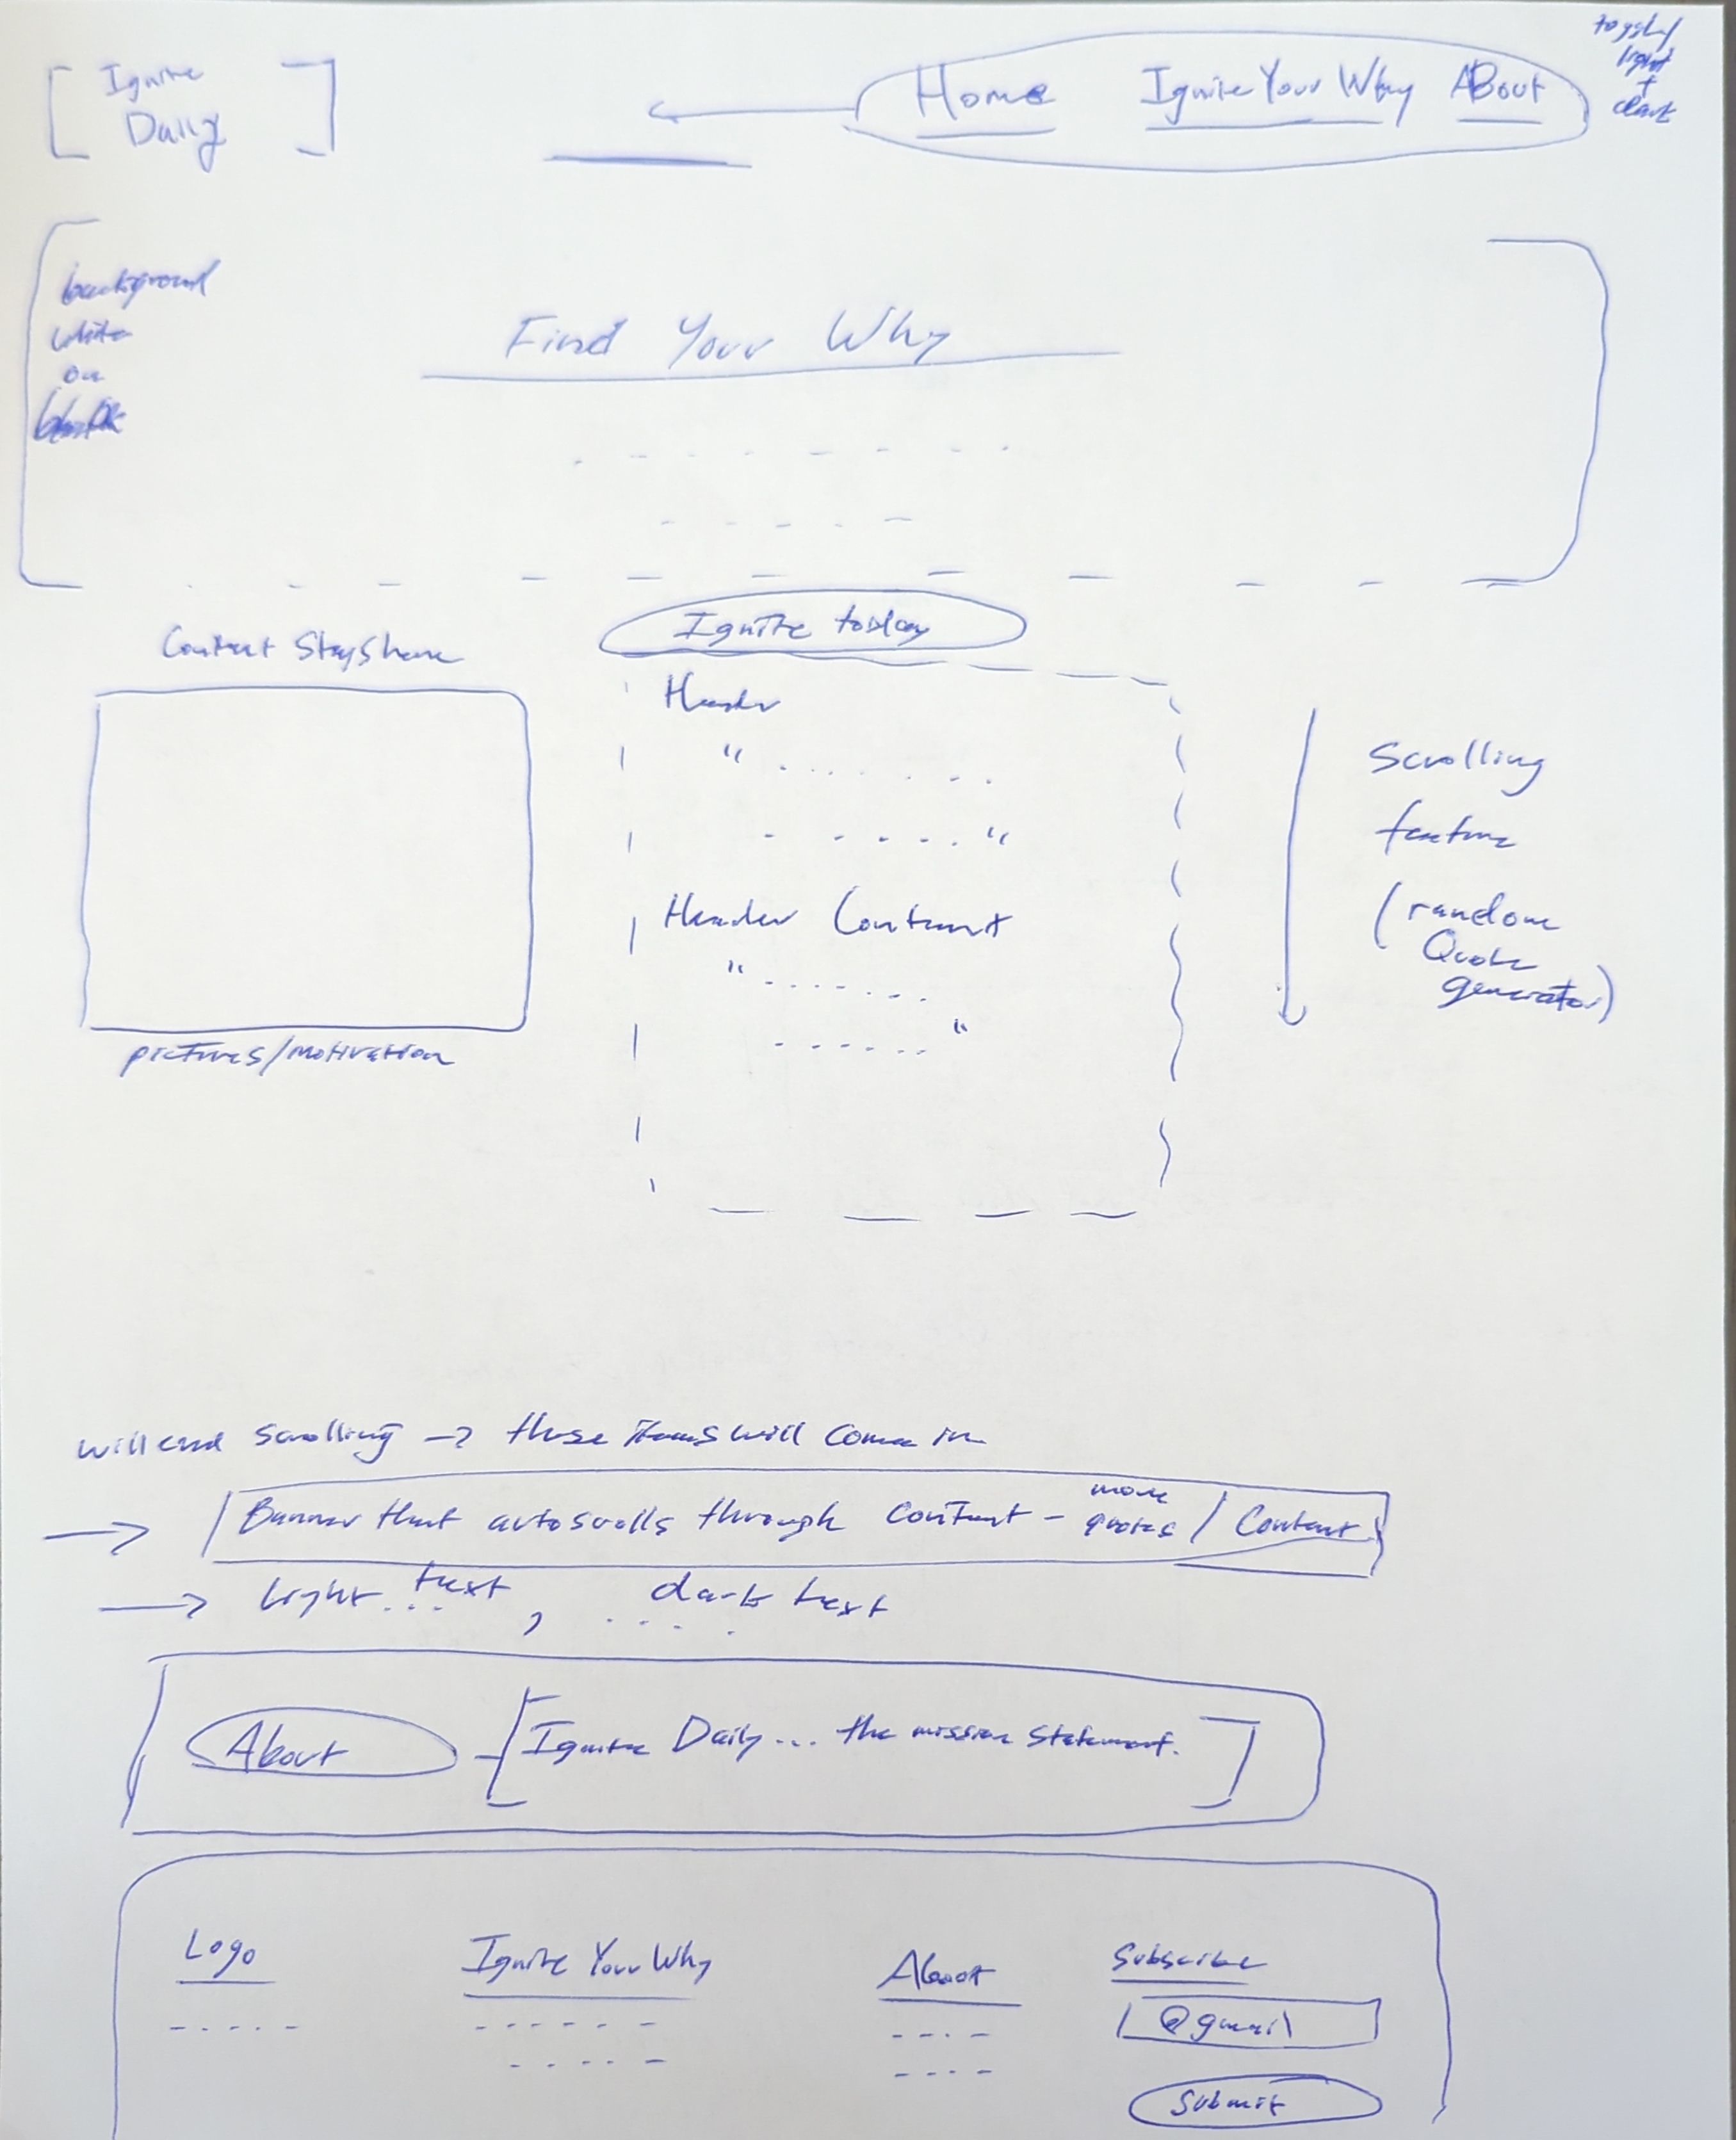 Ignite
Daily
Home Ignite Your Why About
toggle
light
+
dark
background
white
on
Find Your Why
Ignite today
Content Stays here
Header
"
"
Header Content
"
"
pictures/motivation
Scrolling
feature
(random
Quote
generator)
will end scrolling → these items will come in
→ Banner that autoscrolls through content - more quotes / Content
→ light... text, .... dark text
About
Ignite Daily... the mission statement.
Logo
Ignite Your Why
About
Subscribe
@gmail
Submit